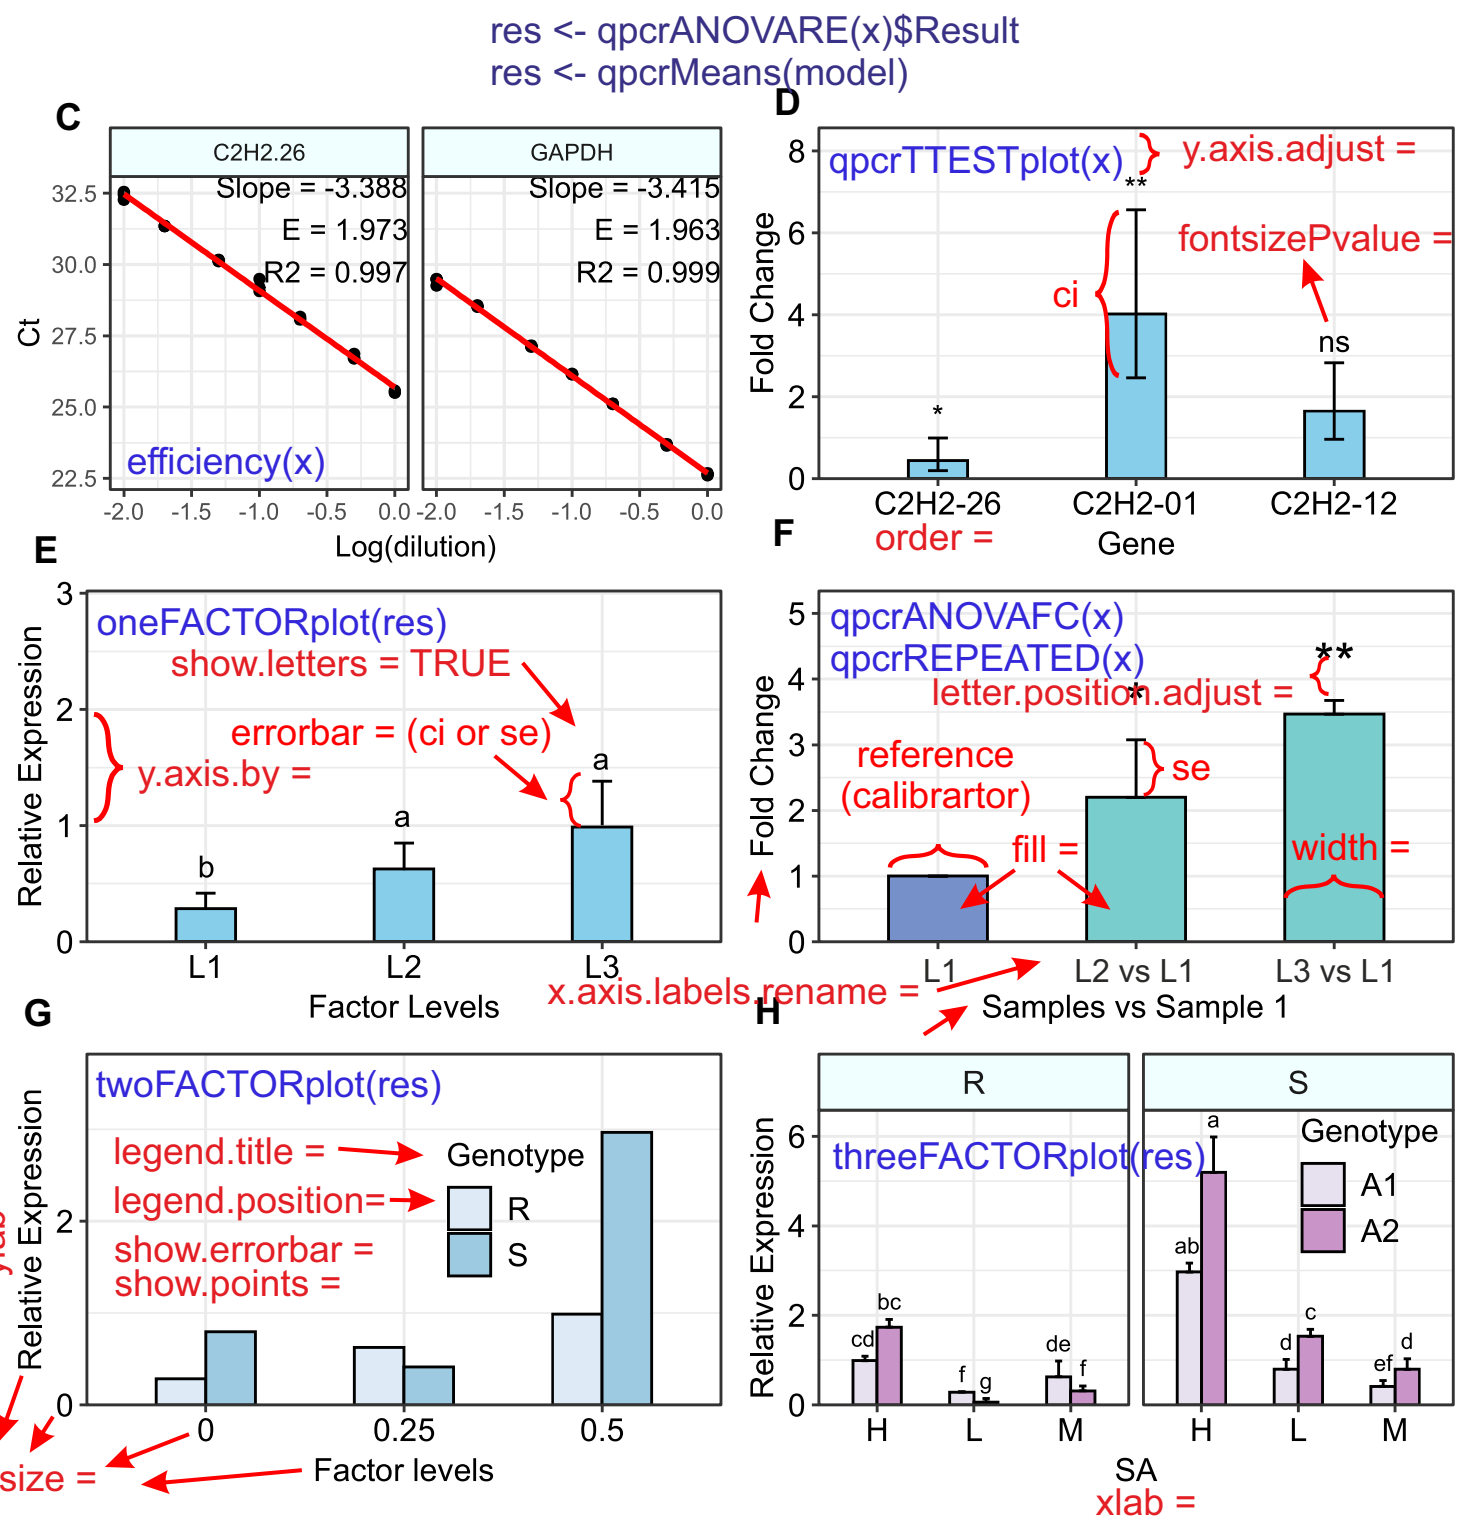 res <- qpcrANOVARE(x)$Result
res <- qpcrMeans(model)
C
C2H2.26
GAPDH
Slope = -3.388
E = 1.973
R2 = 0.997
Slope = -3.415
E = 1.963
R2 = 0.999
32.5
30.0
27.5
25.0
22.5
Ct
efficiency(x)
-2.0 -1.5 -1.0 -0.5 0.0 -2.0 -1.5 -1.0 -0.5 0.0
Log(dilution)
D
qpcrTTESTplot(x)
y.axis.adjust =
**
fontsizePvalue =
ci
ns
*
8
6
4
2
0
Fold Change
C2H2-26 C2H2-01 C2H2-12
order =
Gene
E
oneFACTORplot(res)
show.letters = TRUE
errorbar = (ci or se)
y.axis.by =
b
a
a
3
2
1
0
Relative Expression
L1 L2 L3
Factor Levels
F
qpcrANOVAFC(x)
qpcrREPEATED(x)
**
letter.position.adjust =
*
reference
(calibrartor)
se
fill =
width =
5
4
3
2
1
0
Fold Change
L1 L2 vs L1 L3 vs L1
x.axis.labels.rename =
Samples vs Sample 1
G
twoFACTORplot(res)
legend.title =
Genotype
legend.position=
R
S
show.errorbar =
show.points =
2
0
ylab
Relative Expression
0 0.25 0.5
Factor levels
size =
H
R
S
threeFACTORplot(res)
Genotype
A1
A2
cd
bc
f
g
de
f
ab
a
d
c
ef
d
6
4
2
0
Relative Expression
H L M H L M
SA
xlab =